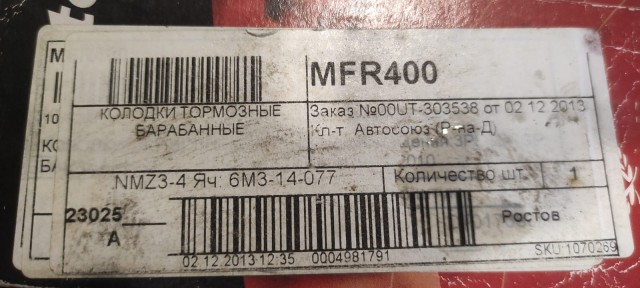 MFR400
КОЛОДКИ ТОРМОЗНЫЕ
БАРАБАННЫЕ
Заказ №00UT-303538 от 02 12 2013
Кл-т. Автосоюз (Р-на-Д)
NMZ3-4 Яч: 6М3-14-077
Количество шт. 1
23025
А
Ростов
02 12.2013 12:35 0004981791
SKU 1070269